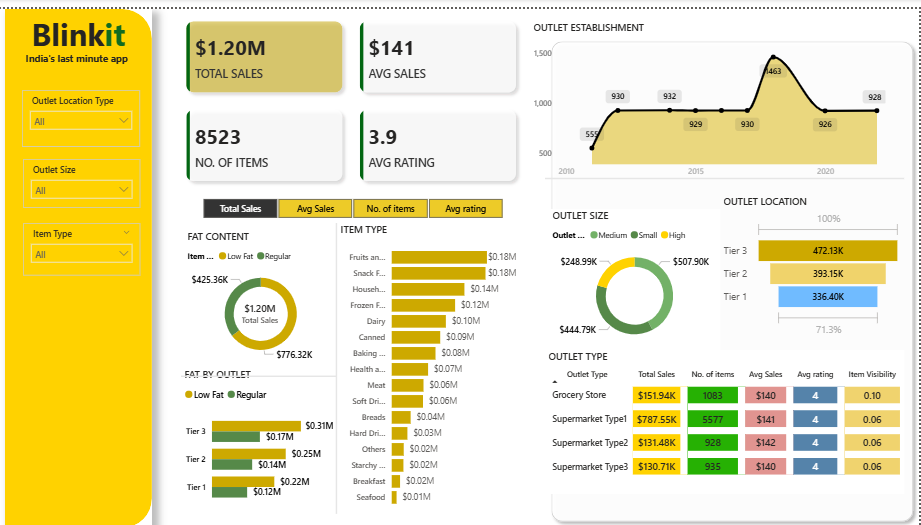 Blinkit
India's last minute app
Outlet Location Type
All
Outlet Size
All
Item Type
All
$1.20M
TOTAL SALES
$141
AVG SALES
8523
NO. OF ITEMS
3.9
AVG RATING
Total Sales
Avg Sales
No. of items
Avg rating
FAT CONTENT
Item ... Low Fat Regular
$425.36K
$1.20M
Total Sales
$776.32K
FAT BY OUTLET
Low Fat Regular
Tier 3 $0.31M
$0.17M
Tier 2 $0.25M
$0.14M
Tier 1 $0.22M
$0.12M
ITEM TYPE
Fruits an... $0.18M
Snack F... $0.18M
Househ... $0.14M
Frozen F... $0.12M
Dairy $0.10M
Canned $0.09M
Baking ... $0.08M
Health a... $0.07M
Meat $0.06M
Soft Dri... $0.06M
Breads $0.04M
Hard Dri... $0.03M
Others $0.02M
Starchy ... $0.02M
Breakfast $0.02M
Seafood $0.01M
OUTLET ESTABLISHMENT
1,500
1,000
500
555
930
932
929
930
1463
926
928
2010
2015
2020
OUTLET SIZE
Outlet ... Medium Small High
$248.99K
$507.90K
$444.79K
OUTLET LOCATION
100%
Tier 3 472.13K
Tier 2 393.15K
Tier 1 336.40K
71.3%
OUTLET TYPE
Outlet Type Total Sales No. of items Avg Sales Avg rating Item Visibility
Grocery Store $151.94K 1083 $140 4 0.10
Supermarket Type1 $787.55K 5577 $141 4 0.06
Supermarket Type2 $131.48K 928 $142 4 0.06
Supermarket Type3 $130.71K 935 $140 4 0.06